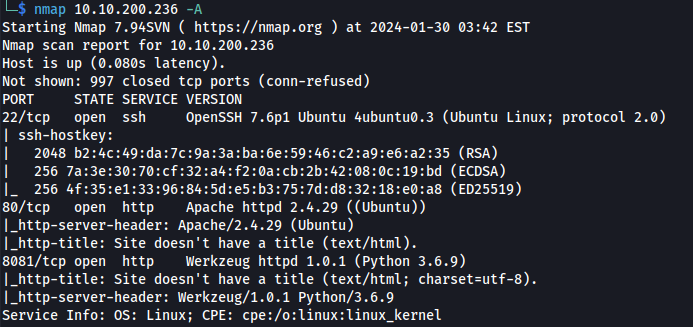 └─$ nmap 10.10.200.236 -A
Starting Nmap 7.94SVN ( https://nmap.org ) at 2024-01-30 03:42 EST
Nmap scan report for 10.10.200.236
Host is up (0.080s latency).
Not shown: 997 closed tcp ports (conn-refused)
PORT     STATE SERVICE VERSION
22/tcp   open  ssh     OpenSSH 7.6p1 Ubuntu 4ubuntu0.3 (Ubuntu Linux; protocol 2.0)
| ssh-hostkey:
|   2048 b2:4c:49:da:7c:9a:3a:ba:6e:59:46:c2:a9:e6:a2:35 (RSA)
|   256 7a:3e:30:70:cf:32:a4:f2:0a:cb:2b:42:08:0c:19:bd (ECDSA)
|_  256 4f:35:e1:33:96:84:5d:e5:b3:75:7d:d8:32:18:e0:a8 (ED25519)
80/tcp   open  http    Apache httpd 2.4.29 ((Ubuntu))
|_http-server-header: Apache/2.4.29 (Ubuntu)
|_http-title: Site doesn't have a title (text/html).
8081/tcp open  http    Werkzeug httpd 1.0.1 (Python 3.6.9)
|_http-title: Site doesn't have a title (text/html; charset=utf-8).
|_http-server-header: Werkzeug/1.0.1 Python/3.6.9
Service Info: OS: Linux; CPE: cpe:/o:linux:linux_kernel